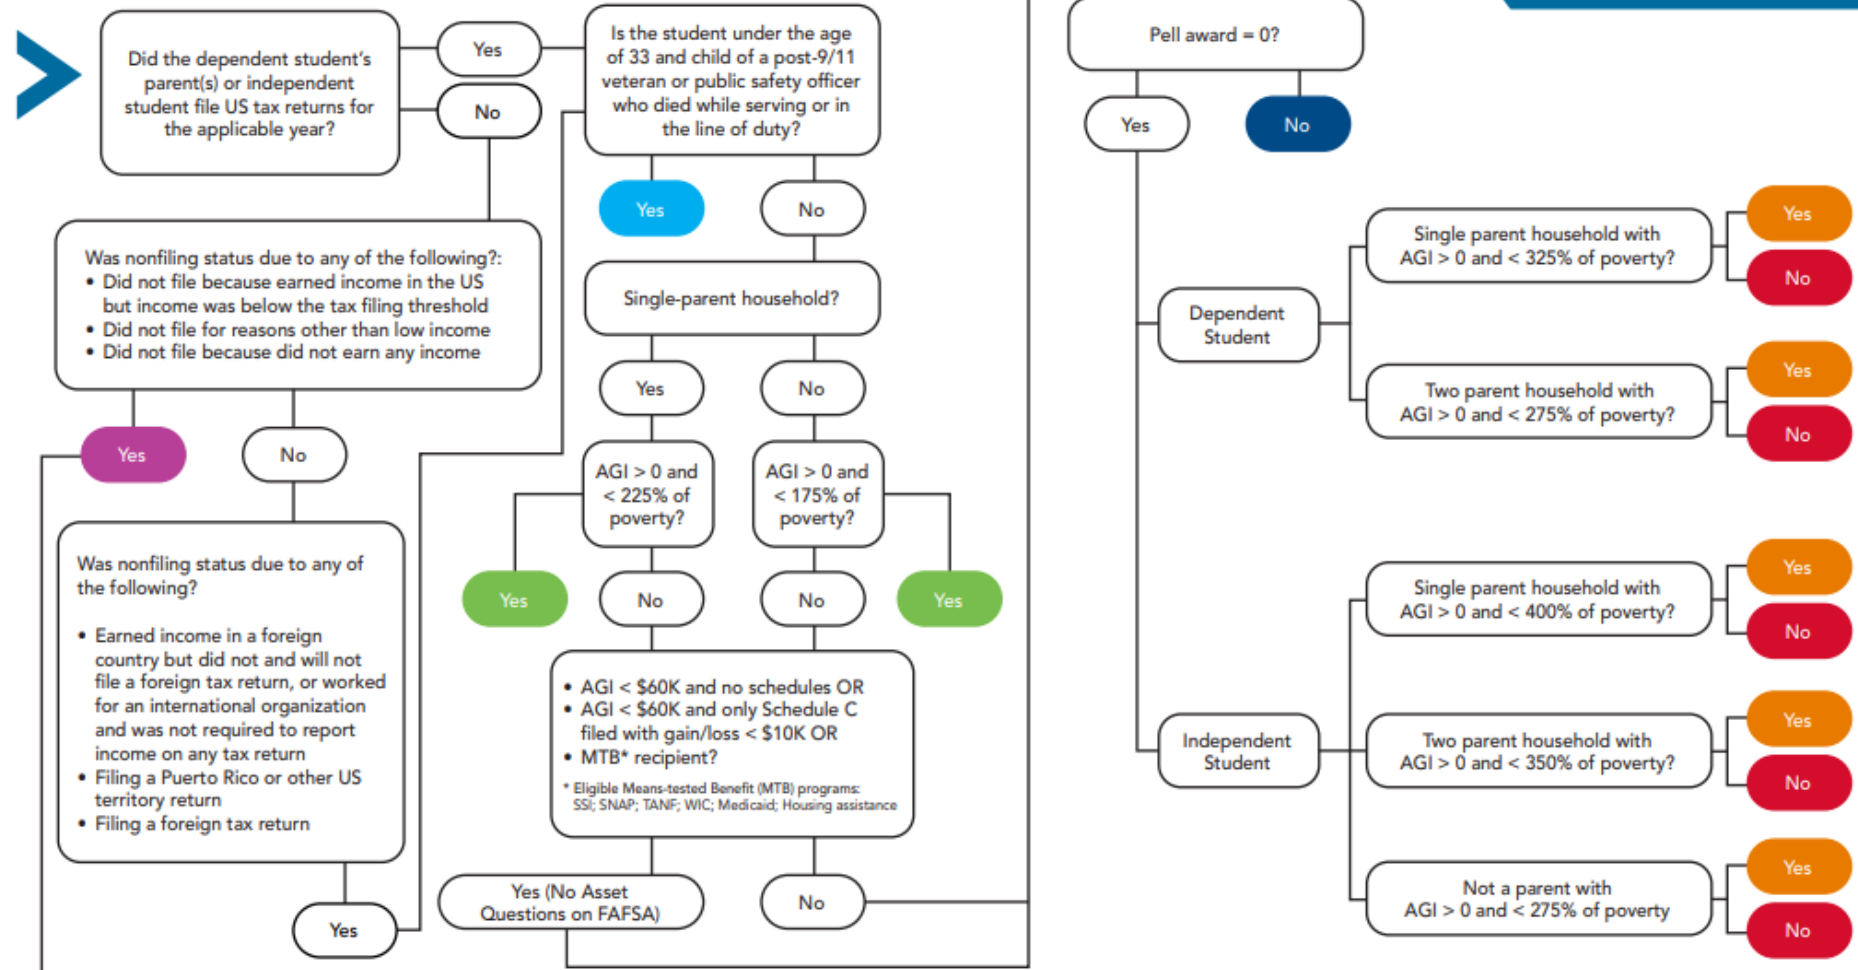 Did the dependent student's
parent(s) or independent
student file US tax returns for
the applicable year?
Yes
No
Was nonfiling status due to any of the following?:
• Did not file because earned income in the US
but income was below the tax filing threshold
• Did not file for reasons other than low income
• Did not file because did not earn any income
Yes
No
Was nonfiling status due to any of
the following?
• Earned income in a foreign
country but did not and will not
file a foreign tax return, or worked
for an international organization
and was not required to report
income on any tax return
• Filing a Puerto Rico or other US
territory return
• Filing a foreign tax return
Yes
Is the student under the age
of 33 and child of a post-9/11
veteran or public safety officer
who died while serving or in
the line of duty?
Yes
No
Single-parent household?
Yes
No
AGI > 0 and
< 225% of
poverty?
AGI > 0 and
< 175% of
poverty?
Yes
No
No
Yes
• AGI < $60K and no schedules OR
• AGI < $60K and only Schedule C
filed with gain/loss < $10K OR
• MTB* recipient?
* Eligible Means-tested Benefit (MTB) programs:
SSI; SNAP; TANF; WIC; Medicaid; Housing assistance
Yes (No Asset
Questions on FAFSA)
No
Pell award = 0?
Yes
No
Dependent
Student
Single parent household with
AGI > 0 and < 325% of poverty?
Yes
No
Two parent household with
AGI > 0 and < 275% of poverty?
Yes
No
Independent
Student
Single parent household with
AGI > 0 and < 400% of poverty?
Yes
No
Two parent household with
AGI > 0 and < 350% of poverty?
Yes
No
Not a parent with
AGI > 0 and < 275% of poverty
Yes
No